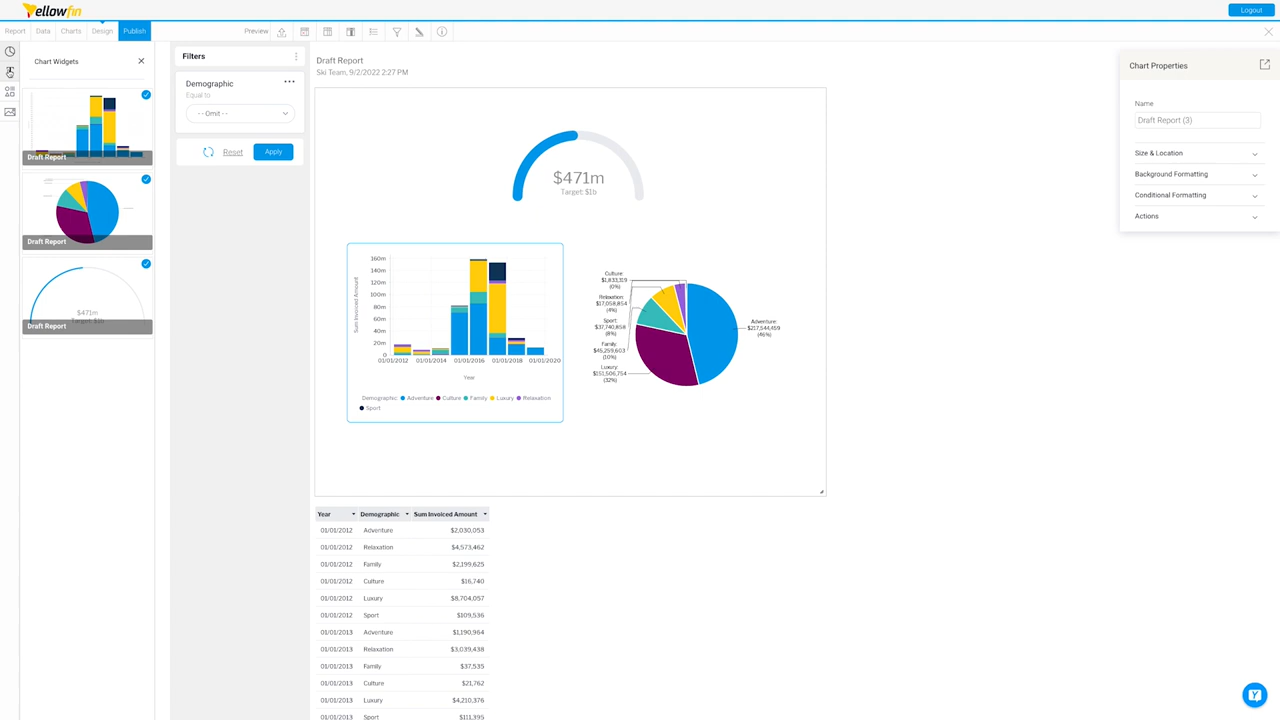 Yellowfin
Logout
Report Data Charts Design Publish
Preview
Chart Widgets
Draft Report
Draft Report
$471m
Target: $1b
Draft Report
Filters
Demographic
Equal to
- - Omit - -
Reset
Apply
Draft Report
Ski Team, 9/2/2022 2:27 PM
$471m
Target: $1b
Sum Invoiced Amount
160m
140m
120m
100m
80m
60m
40m
20m
0
01/01/2012 01/01/2014 01/01/2016 01/01/2018 01/01/2020
Year
Demographic: Adventure Culture Family Luxury Relaxation
Sport
Culture:
$1,833,319
(0%)
Relaxation:
$17,058,854
(4%)
Sport:
$37,740,858
(8%)
Family:
$45,259,603
(10%)
Luxury:
$151,506,754
(32%)
Adventure:
$217,544,459
(46%)
Year Demographic Sum Invoiced Amount
01/01/2012 Adventure $2,030,053
01/01/2012 Relaxation $4,573,462
01/01/2012 Family $2,199,625
01/01/2012 Culture $16,740
01/01/2012 Luxury $8,704,057
01/01/2012 Sport $109,536
01/01/2013 Adventure $1,190,964
01/01/2013 Relaxation $3,039,438
01/01/2013 Family $37,535
01/01/2013 Culture $21,762
01/01/2013 Luxury $4,210,376
01/01/2013 Sport $111,395
Chart Properties
Name
Draft Report (3)
Size & Location
Background Formatting
Conditional Formatting
Actions